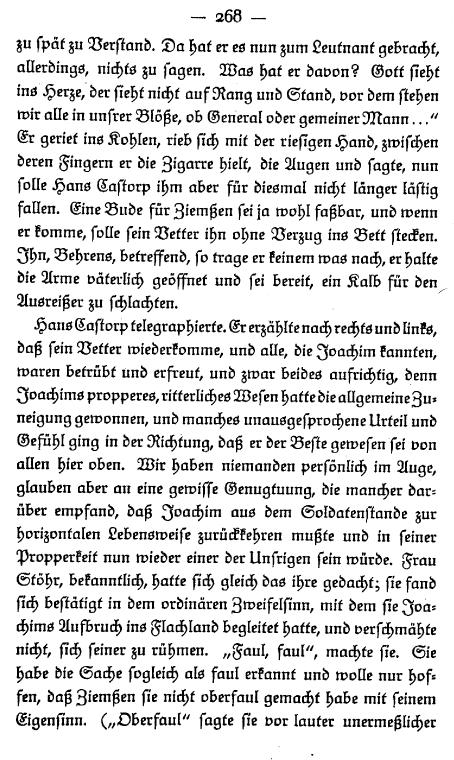 — 268 —
zu spät zu Verstand. Da hat er es nun zum Leutnant gebracht,
allerdings, nichts zu sagen. Was hat er davon? Gott sieht
ins Herze, der sieht nicht auf Rang und Stand, vor dem stehen
wir alle in unsrer Blöße, ob General oder gemeiner Mann ...“
Er geriet ins Kohlen, rieb sich mit der riesigen Hand, zwischen
deren Fingern er die Zigarre hielt, die Augen und sagte, nun
solle Hans Castorp ihm aber für diesmal nicht länger lästig
fallen. Eine Bude für Ziemßen sei ja wohl faßbar, und wenn
er komme, solle sein Vetter ihn ohne Verzug ins Bett stecken.
Ihn, Behrens, betreffend, so trage er keinem was nach, er halte
die Arme väterlich geöffnet und sei bereit, ein Kalb für den
Ausreißer zu schlachten.
Hans Castorp telegraphierte. Er erzählte nach rechts und links,
daß sein Vetter wiederkomme, und alle, die Joachim kannten,
waren betrübt und erfreut, und zwar beides aufrichtig, denn
Joachims propperes, ritterliches Wesen hatte die allgemeine Zu-
neigung gewonnen, und manches unausgesprochene Urteil und
Gefühl ging in der Richtung, daß er der Beste gewesen sei von
allen hier oben. Wir haben niemanden persönlich im Auge,
glauben aber an eine gewisse Genugtuung, die mancher dar-
über empfand, daß Joachim aus dem Soldatenstande zur
horizontalen Lebensweise zurückkehren mußte und in seiner
Propperkeit nun wieder einer der Unsrigen sein würde. Frau
Stöhr, bekanntlich, hatte sich gleich das ihre gedacht; sie fand
sich bestätigt in dem ordinären Zweifelsinn, mit dem sie Joa-
chims Aufbruch ins Flachland begleitet hatte, und verschmähte
nicht, sich seiner zu rühmen. „Faul, faul“, machte sie. Sie
habe die Sache sogleich als faul erkannt und wolle nur hof-
fen, daß Ziemßen sie nicht oberfaul gemacht habe mit seinem
Eigensinn. („Oberfaul“ sagte sie vor lauter unermeßlicher